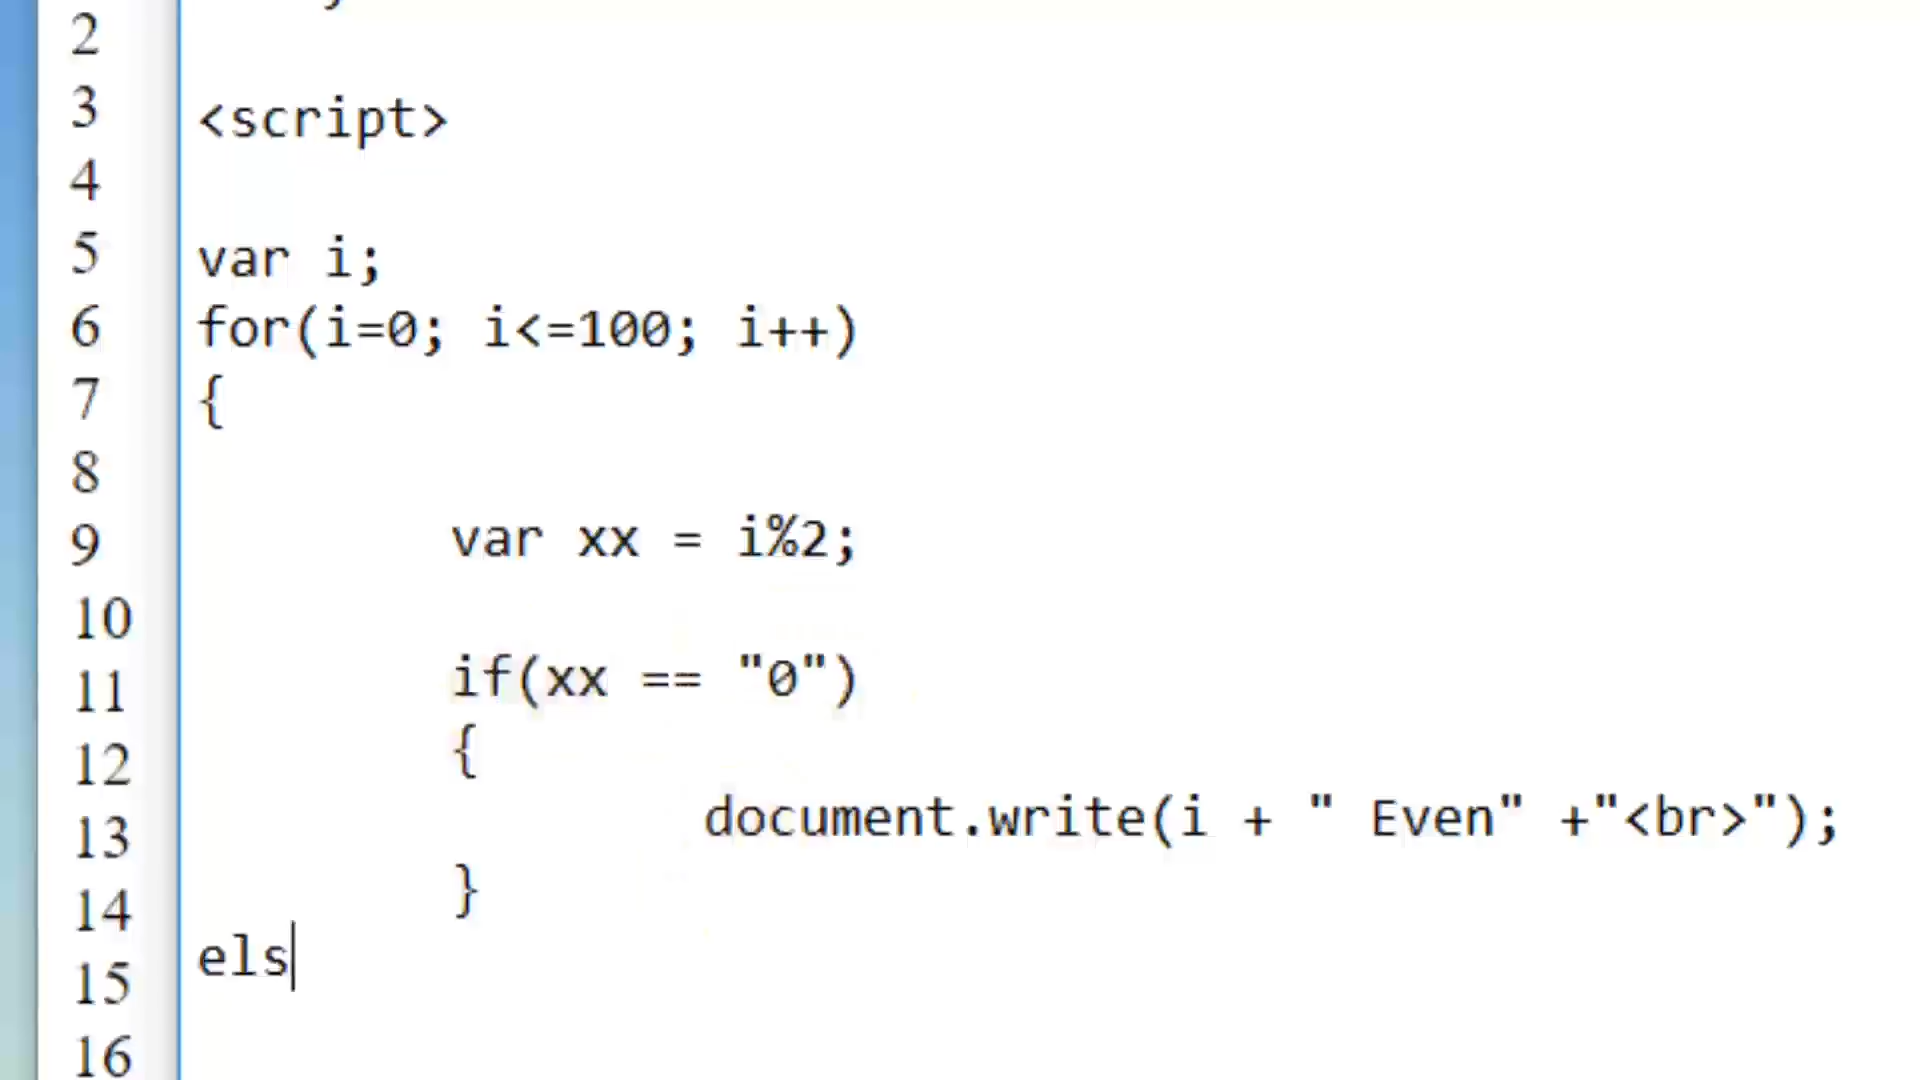 2
3 <script>
4
5 var i;
6 for(i=0; i<=100; i++)
7 {
8
9 var xx = i%2;
10
11 if(xx == "0")
12 {
13 document.write(i + " Even" +"<br>");
14 }
15 els
16